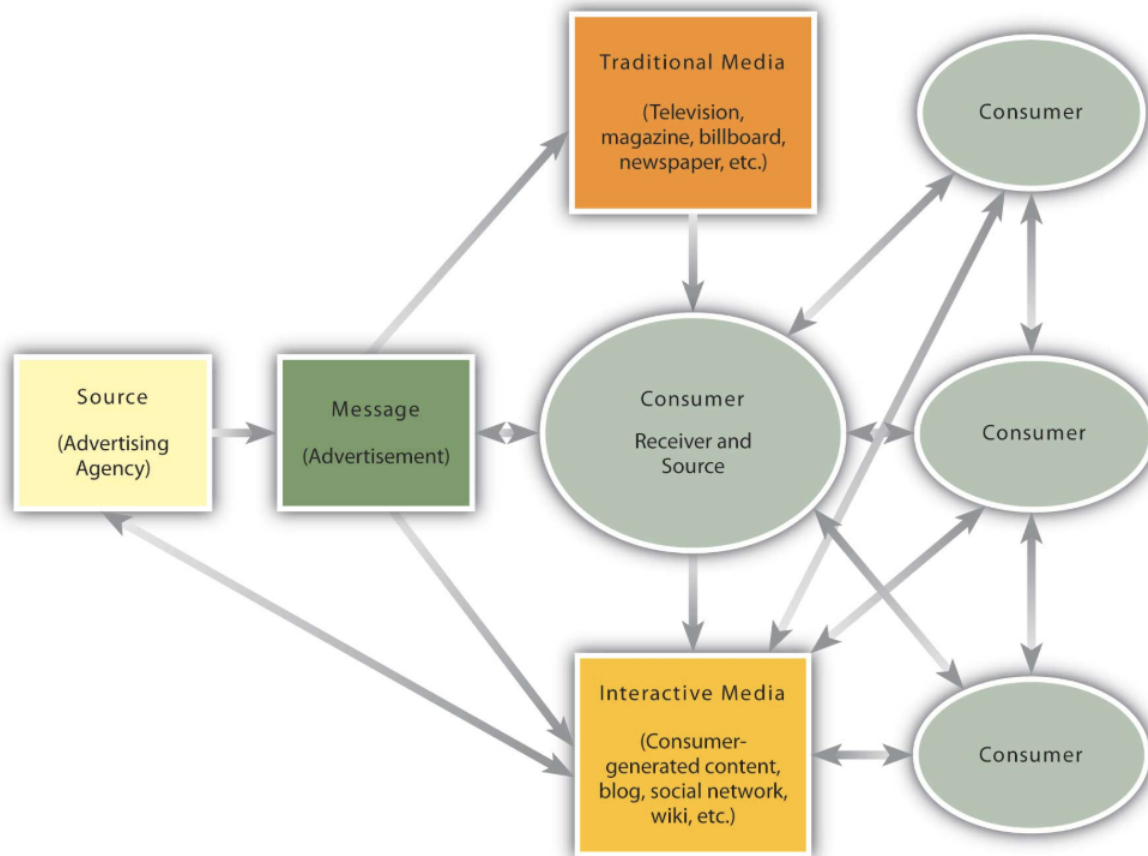 Traditional Media
(Television,
magazine, billboard,
newspaper, etc.)
Consumer
Source
(Advertising
Agency)
Message
(Advertisement)
Consumer
Receiver and
Source
Consumer
Interactive Media
(Consumer-
generated content,
blog, social network,
wiki, etc.)
Consumer